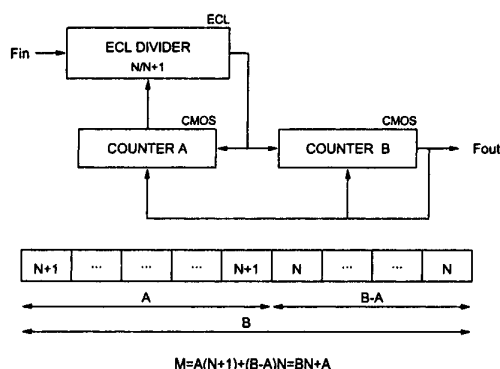 ECL
Fin
ECL DIVIDER
N/N+1
CMOS
CMOS
COUNTER A
COUNTER B
Fout
N+1 ... ... ... N+1 N ... ... N
A
B-A
B
M=A(N+1)+(B-A)N=BN+A